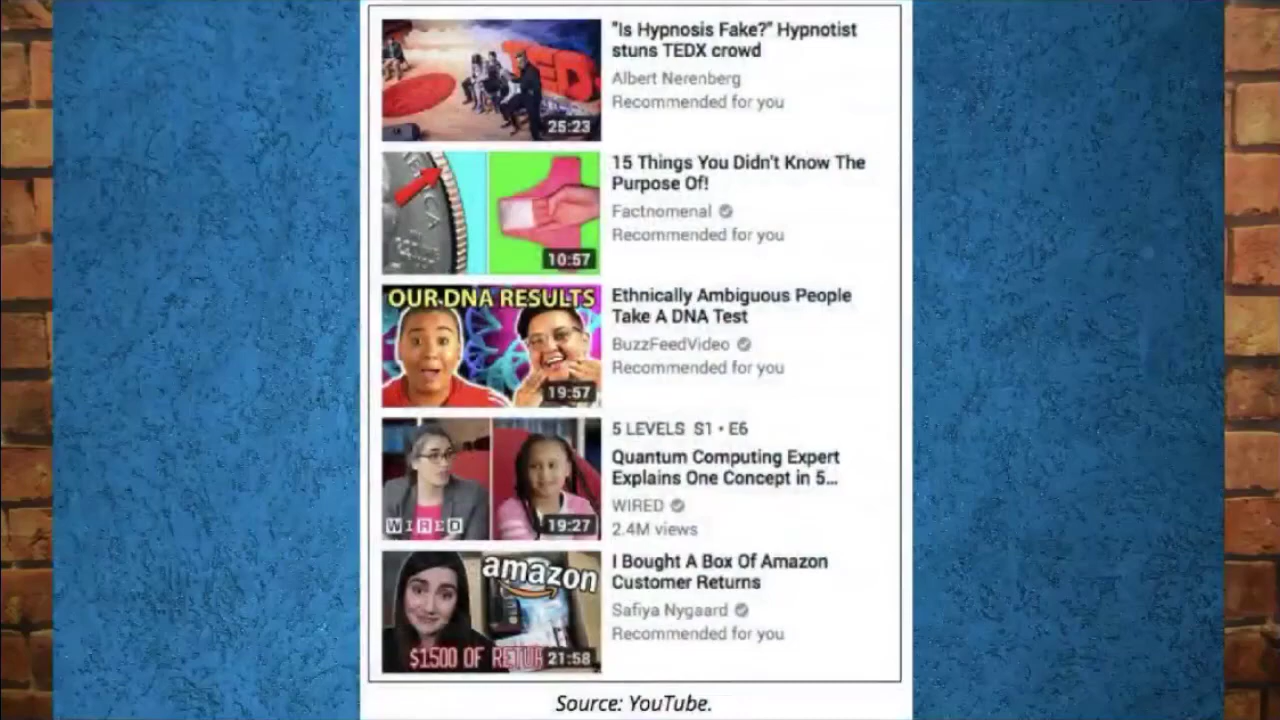 "Is Hypnosis Fake?" Hypnotist
stuns TEDX crowd
Albert Nerenberg
Recommended for you
TED
25:23
15 Things You Didn't Know The
Purpose Of!
Factnomenal
Recommended for you
10:57
OUR DNA RESULTS
Ethnically Ambiguous People
Take A DNA Test
BuzzFeedVideo
Recommended for you
19:57
5 LEVELS S1 • E6
Quantum Computing Expert
Explains One Concept in 5...
WIRED
2.4M views
WIRED
19:27
I Bought A Box Of Amazon
Customer Returns
Safiya Nygaard
Recommended for you
amazon
$1500 OF RETUR
21:58
Source: YouTube.